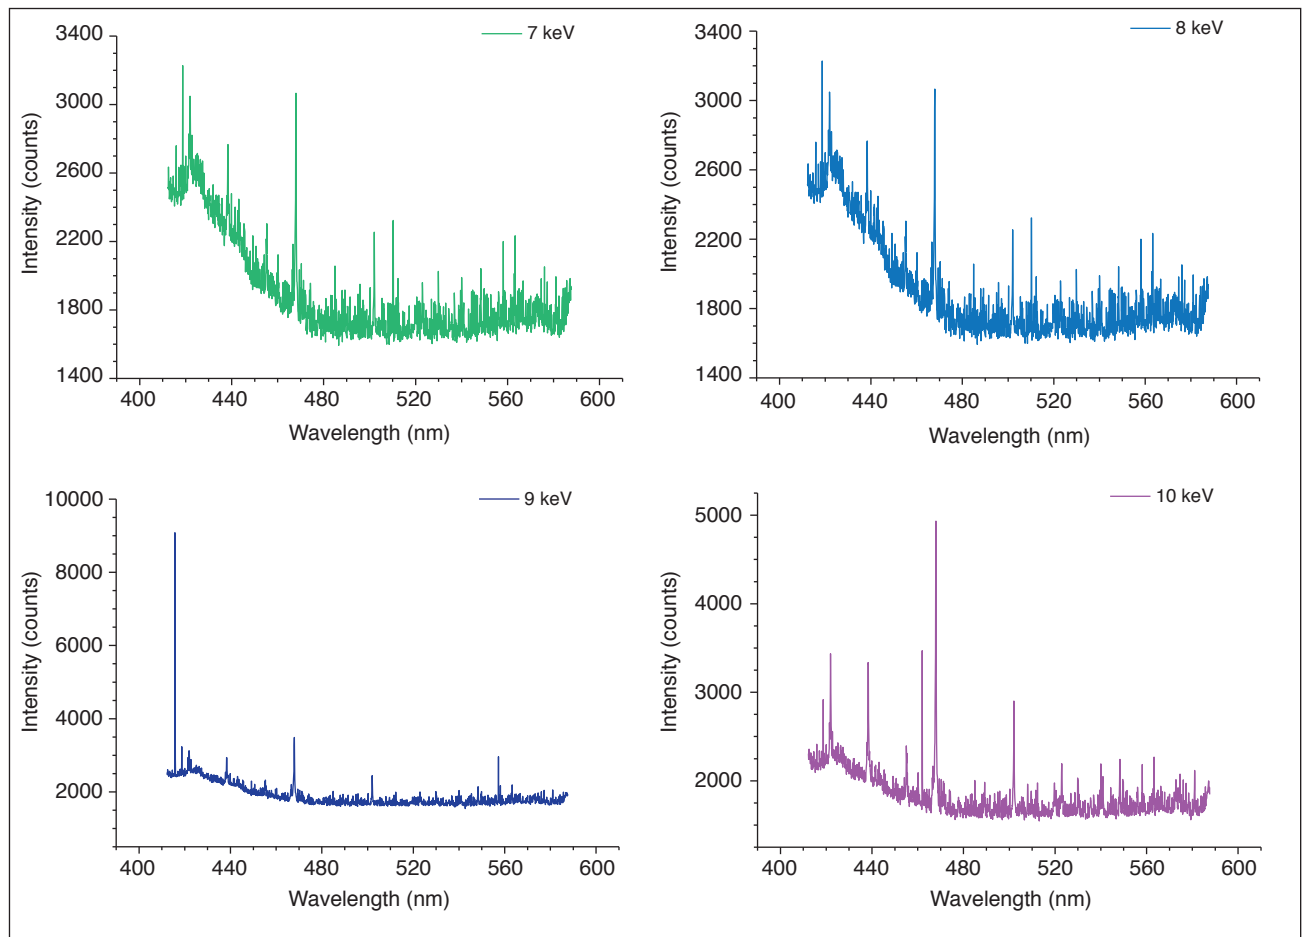 7 keV
3400
3000
2600
2200
1800
1400
Intensity (counts)
400 440 480 520 560 600
Wavelength (nm)
8 keV
3400
3000
2600
2200
1800
1400
Intensity (counts)
400 440 480 520 560 600
Wavelength (nm)
9 keV
10000
8000
6000
4000
2000
Intensity (counts)
400 440 480 520 560 600
Wavelength (nm)
10 keV
5000
4000
3000
2000
Intensity (counts)
400 440 480 520 560 600
Wavelength (nm)